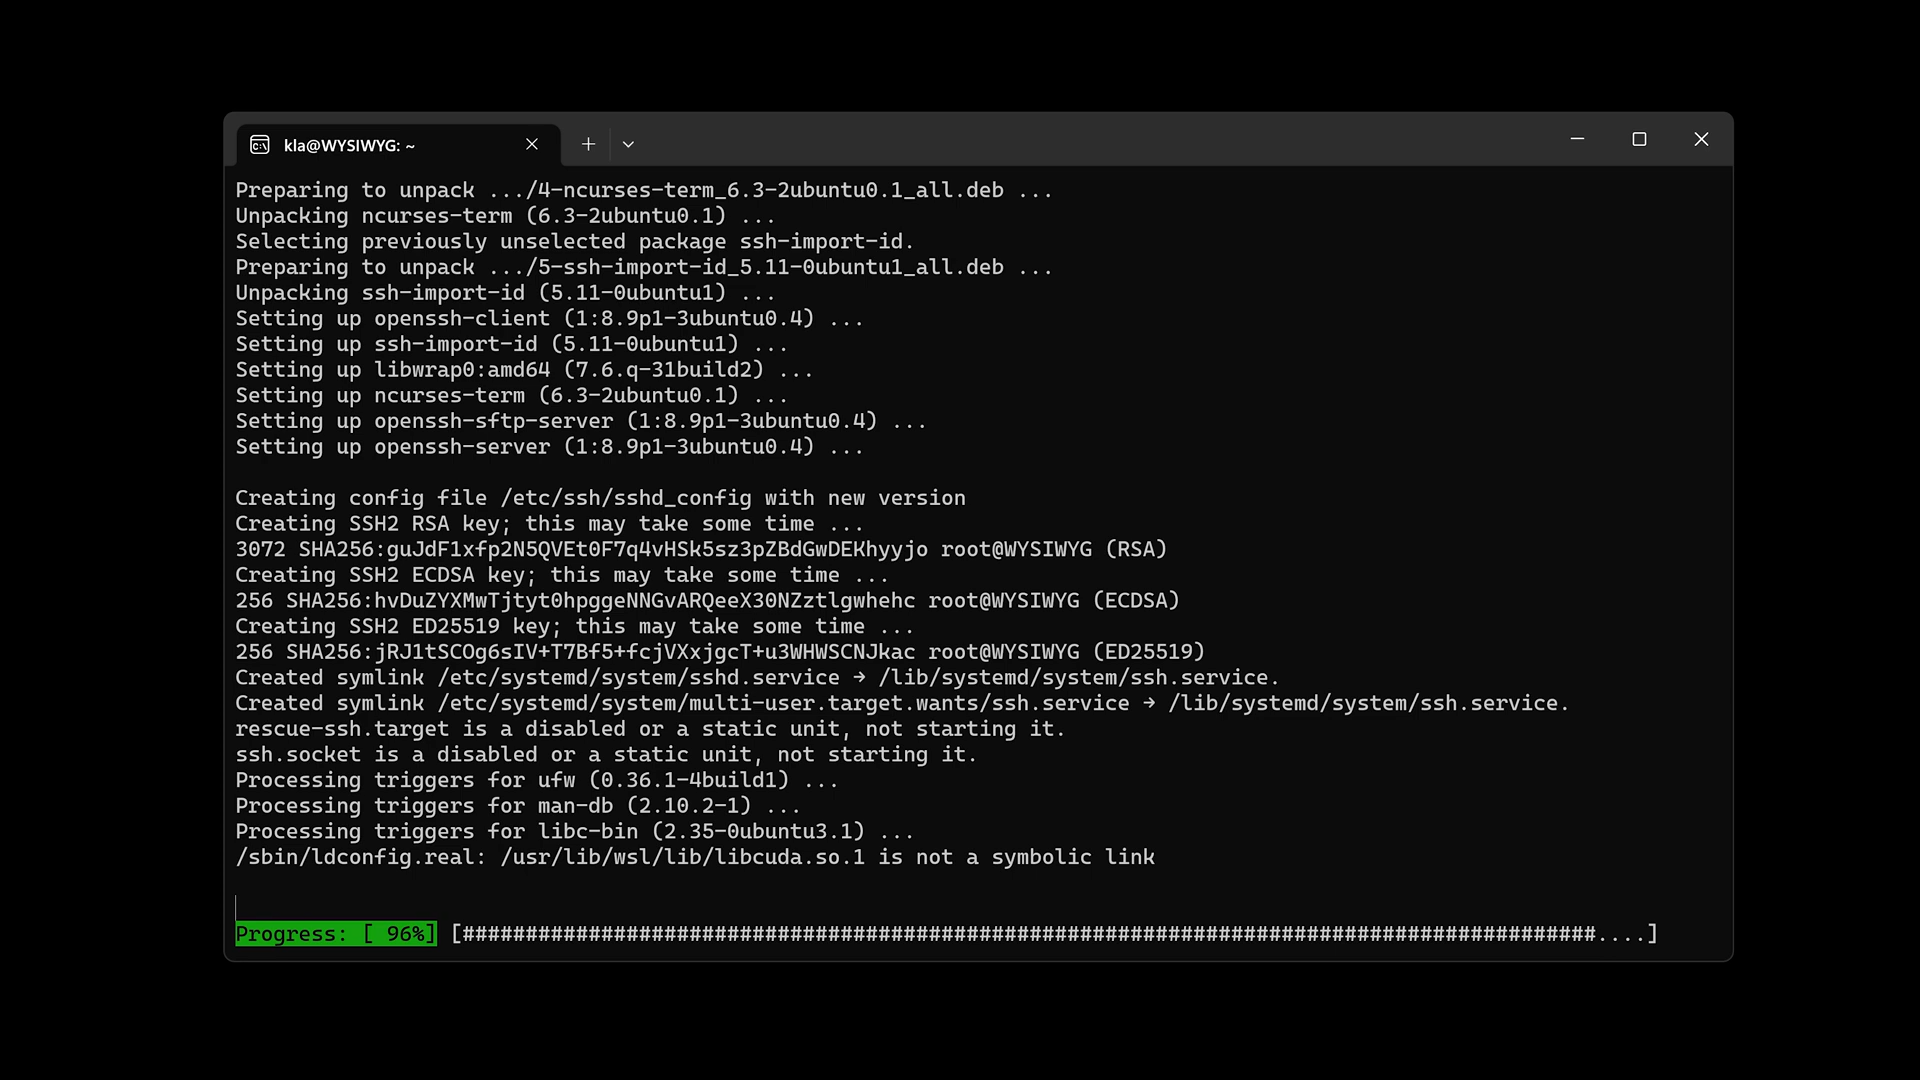 kla@WYSIWYG: ~
Preparing to unpack .../4-ncurses-term_6.3-2ubuntu0.1_all.deb ...
Unpacking ncurses-term (6.3-2ubuntu0.1) ...
Selecting previously unselected package ssh-import-id.
Preparing to unpack .../5-ssh-import-id_5.11-0ubuntu1_all.deb ...
Unpacking ssh-import-id (5.11-0ubuntu1) ...
Setting up openssh-client (1:8.9p1-3ubuntu0.4) ...
Setting up ssh-import-id (5.11-0ubuntu1) ...
Setting up libwrap0:amd64 (7.6.q-31build2) ...
Setting up ncurses-term (6.3-2ubuntu0.1) ...
Setting up openssh-sftp-server (1:8.9p1-3ubuntu0.4) ...
Setting up openssh-server (1:8.9p1-3ubuntu0.4) ...

Creating config file /etc/ssh/sshd_config with new version
Creating SSH2 RSA key; this may take some time ...
3072 SHA256:guJdF1xfp2N5QVEt0F7q4vHSk5sz3pZBdGwDEKhyyjo root@WYSIWYG (RSA)
Creating SSH2 ECDSA key; this may take some time ...
256 SHA256:hvDuZYXMwTjtyt0hpggeNNGvARQeeX30NZztlgwhehc root@WYSIWYG (ECDSA)
Creating SSH2 ED25519 key; this may take some time ...
256 SHA256:jRJ1tSCOg6sIV+T7Bf5+fcjVXxjgcT+u3WHWSCNJkac root@WYSIWYG (ED25519)
Created symlink /etc/systemd/system/sshd.service → /lib/systemd/system/ssh.service.
Created symlink /etc/systemd/system/multi-user.target.wants/ssh.service → /lib/systemd/system/ssh.service.
rescue-ssh.target is a disabled or a static unit, not starting it.
ssh.socket is a disabled or a static unit, not starting it.
Processing triggers for ufw (0.36.1-4build1) ...
Processing triggers for man-db (2.10.2-1) ...
Processing triggers for libc-bin (2.35-0ubuntu3.1) ...
/sbin/ldconfig.real: /usr/lib/wsl/lib/libcuda.so.1 is not a symbolic link

Progress: [ 96%] [##########################################################################################....]